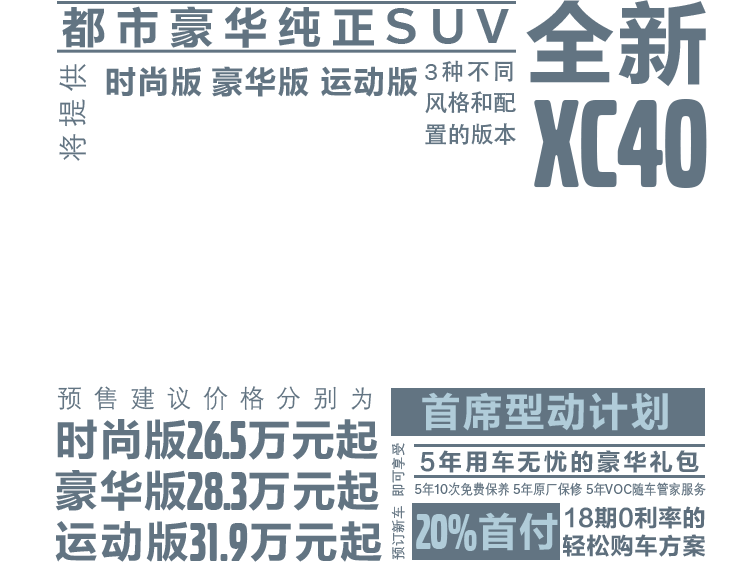 都市豪华纯正SUV
全新
XC40
将提供
时尚版 豪华版 运动版
3种不同
风格和配
置的版本
预售建议价格分别为
时尚版26.5万元起
豪华版28.3万元起
运动版31.9万元起
首席型动计划
预订新车 即可享受
5年用车无忧的豪华礼包
5年10次免费保养 5年原厂保修 5年VOC随车管家服务
20%首付
18期0利率的
轻松购车方案